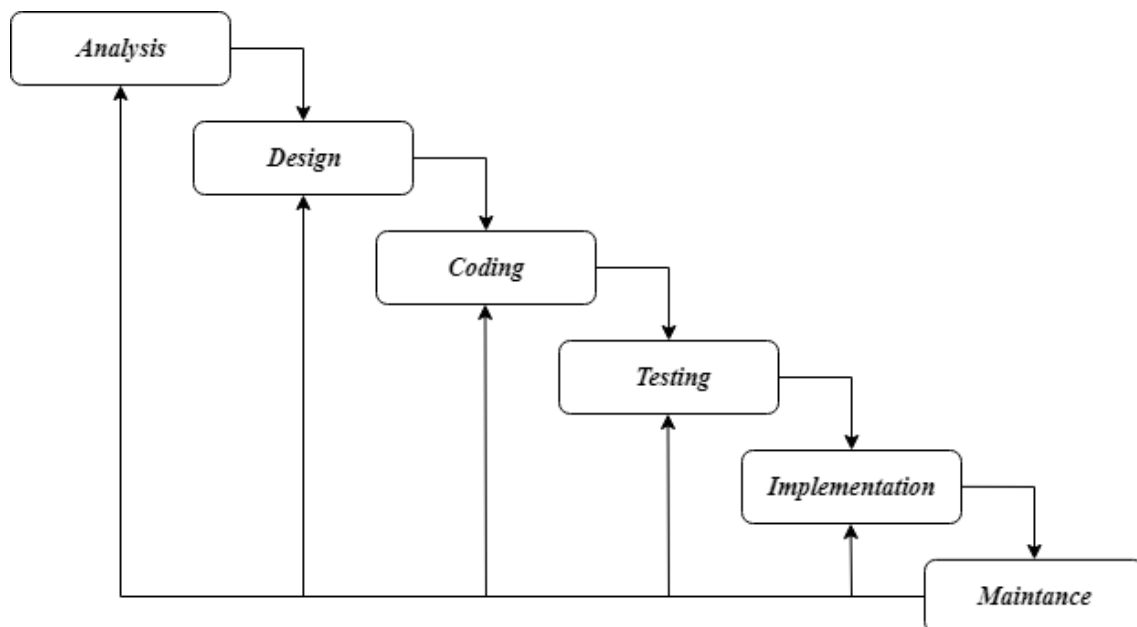 Analysis
Design
Coding
Testing
Implementation
Maintance